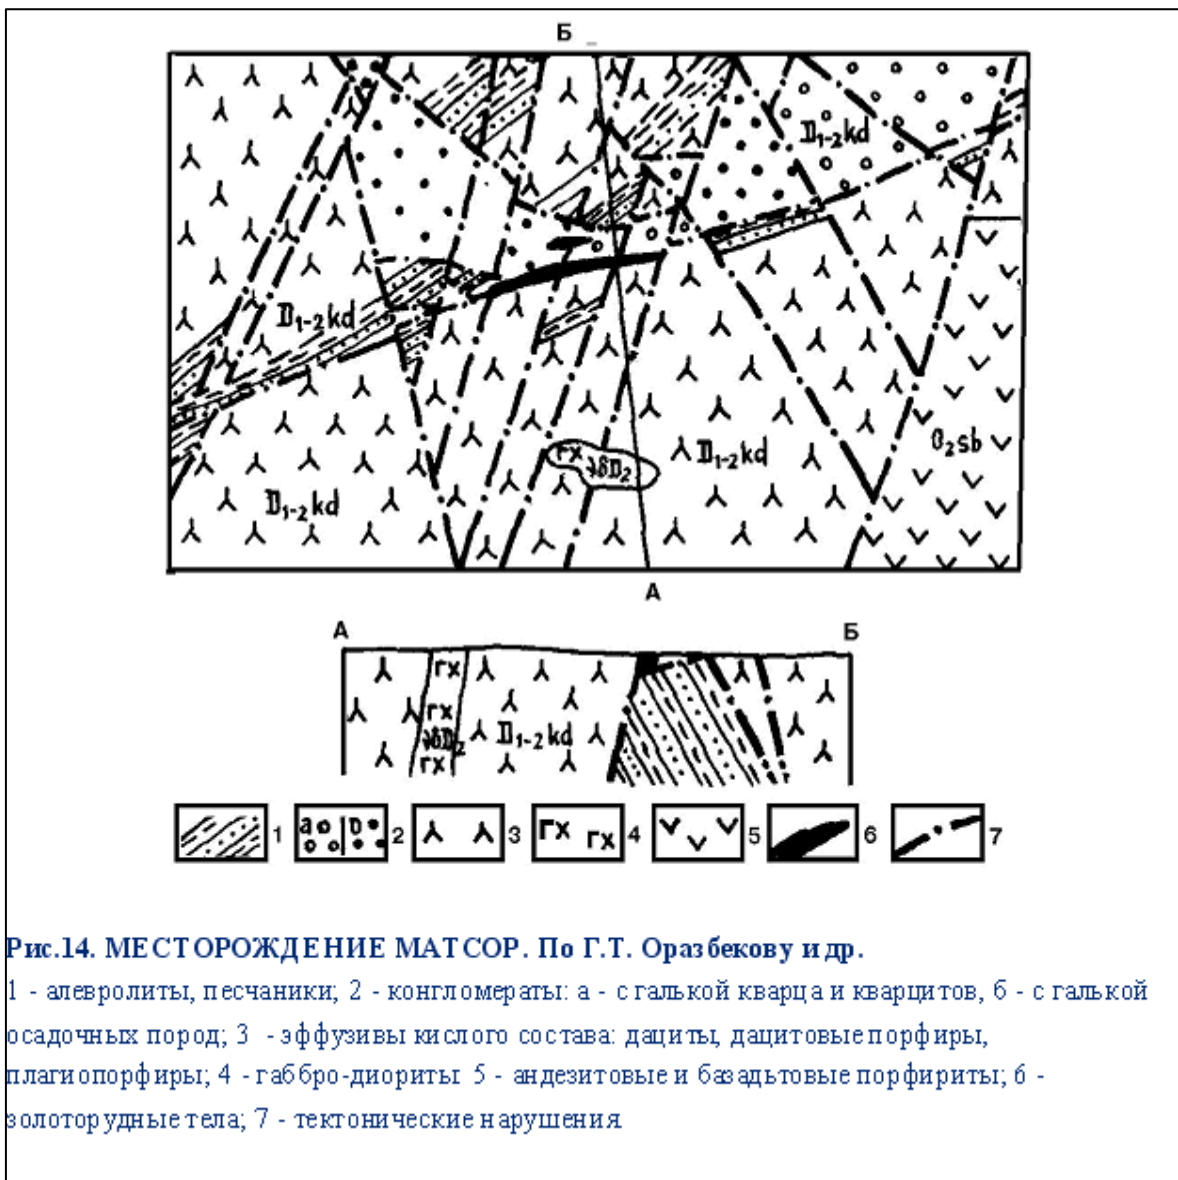 Б
D₁₋₂kd
D₁₋₂kd
O₂sb
D₁₋₂kd
гх
δD₂
D₁₋₂kd
А
А
Б
гх
гх
δD₂
гх
D₁₋₂kd
1
а
2
3
гх
гх
4
5
6
7
Рис.14. МЕСТОРОЖДЕНИЕ МАТСОР. По Г.Т. Оразбекову и др.
1 - алевролиты, песчаники; 2 - конгломераты: а - с галькой кварца и кварцитов, б - с галькой
осадочных пород; 3 - эффузивы кислого состава: дациты, дацитовые порфиры,
плагиопорфиры; 4 - габбро-диориты 5 - андезитовые и базадьтовые порфириты; 6 -
золоторудные тела; 7 - тектонические нарушения